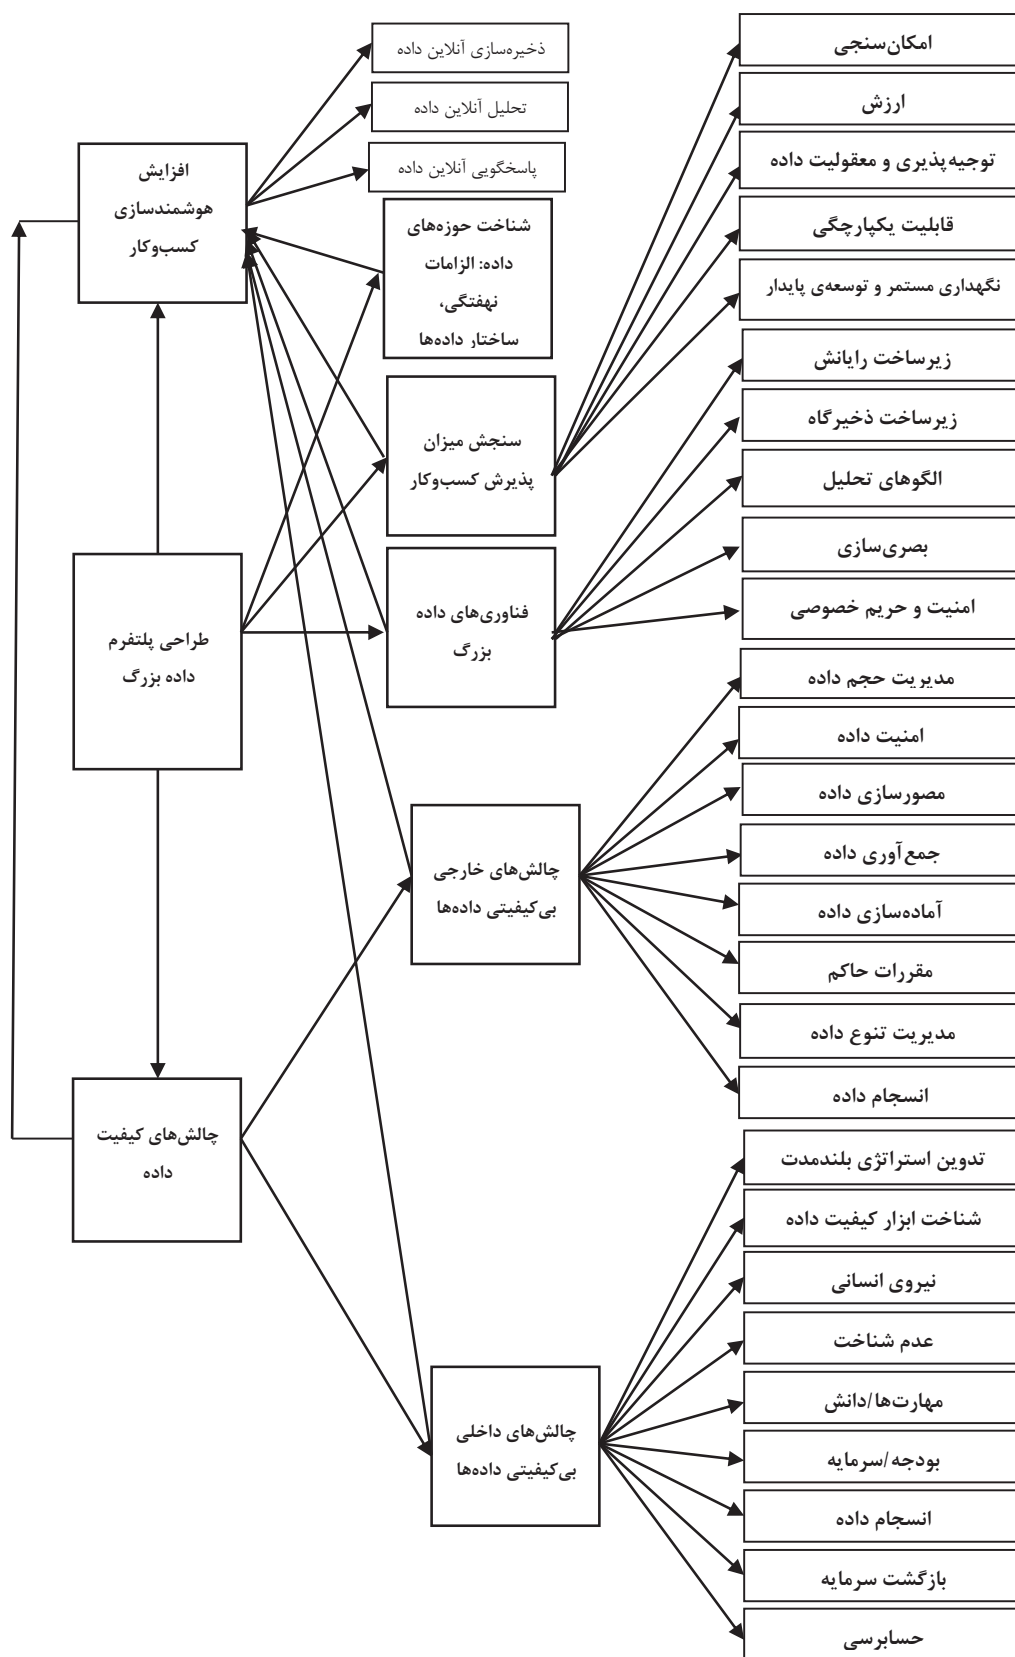 ذخیره‌سازی آنلاین داده
تحلیل آنلاین داده
پاسخگویی آنلاین داده
افزایش
هوشمندسازی
کسب‌وکار
شناخت حوزه‌های
داده: الزامات
نهفتگی،
ساختار داده‌ها
سنجش میزان
پذیرش کسب‌وکار
فناوری‌های داده
بزرگ
طراحی پلتفرم
داده بزرگ
چالش‌های خارجی
بی‌کیفیتی داده‌ها
چالش‌های کیفیت
داده
چالش‌های داخلی
بی‌کیفیتی داده‌ها
امکان‌سنجی
ارزش
توجیه‌پذیری و معقولیت داده
قابلیت یکپارچگی
نگهداری مستمر و توسعه‌ی پایدار
زیرساخت رایانش
زیرساخت ذخیرگاه
الگوهای تحلیل
بصری‌سازی
امنیت و حریم خصوصی
مدیریت حجم داده
امنیت داده
مصورسازی داده
جمع‌آوری داده
آماده‌سازی داده
مقررات حاکم
مدیریت تنوع داده
انسجام داده
تدوین استراتژی بلندمدت
شناخت ابزار کیفیت داده
نیروی انسانی
عدم شناخت
مهارت‌ها/دانش
بودجه/سرمایه
انسجام داده
بازگشت سرمایه
حسابرسی